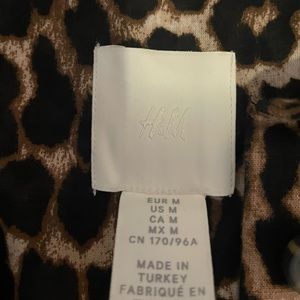 H&M
EUR M
US M
CA M
MX M
CN 170/96A
MADE IN
TURKEY
FABRIQUÉ EN